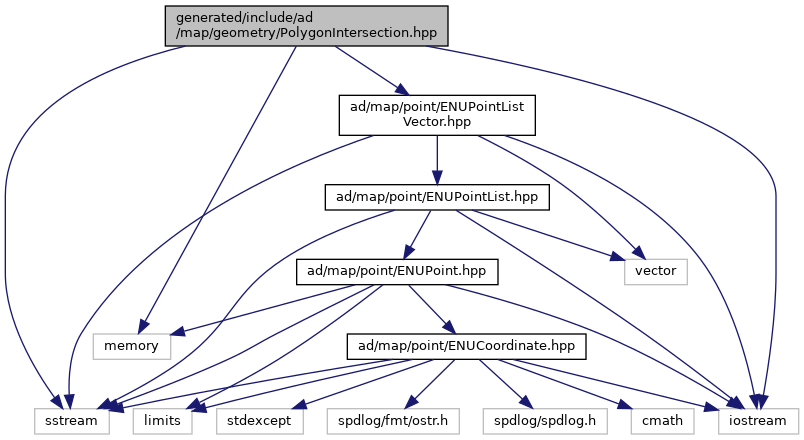 generated/include/ad
/map/geometry/PolygonIntersection.hpp
ad/map/point/ENUPointList
Vector.hpp
ad/map/point/ENUPointList.hpp
ad/map/point/ENUPoint.hpp
vector
memory
ad/map/point/ENUCoordinate.hpp
sstream
limits
stdexcept
spdlog/fmt/ostr.h
spdlog/spdlog.h
cmath
iostream